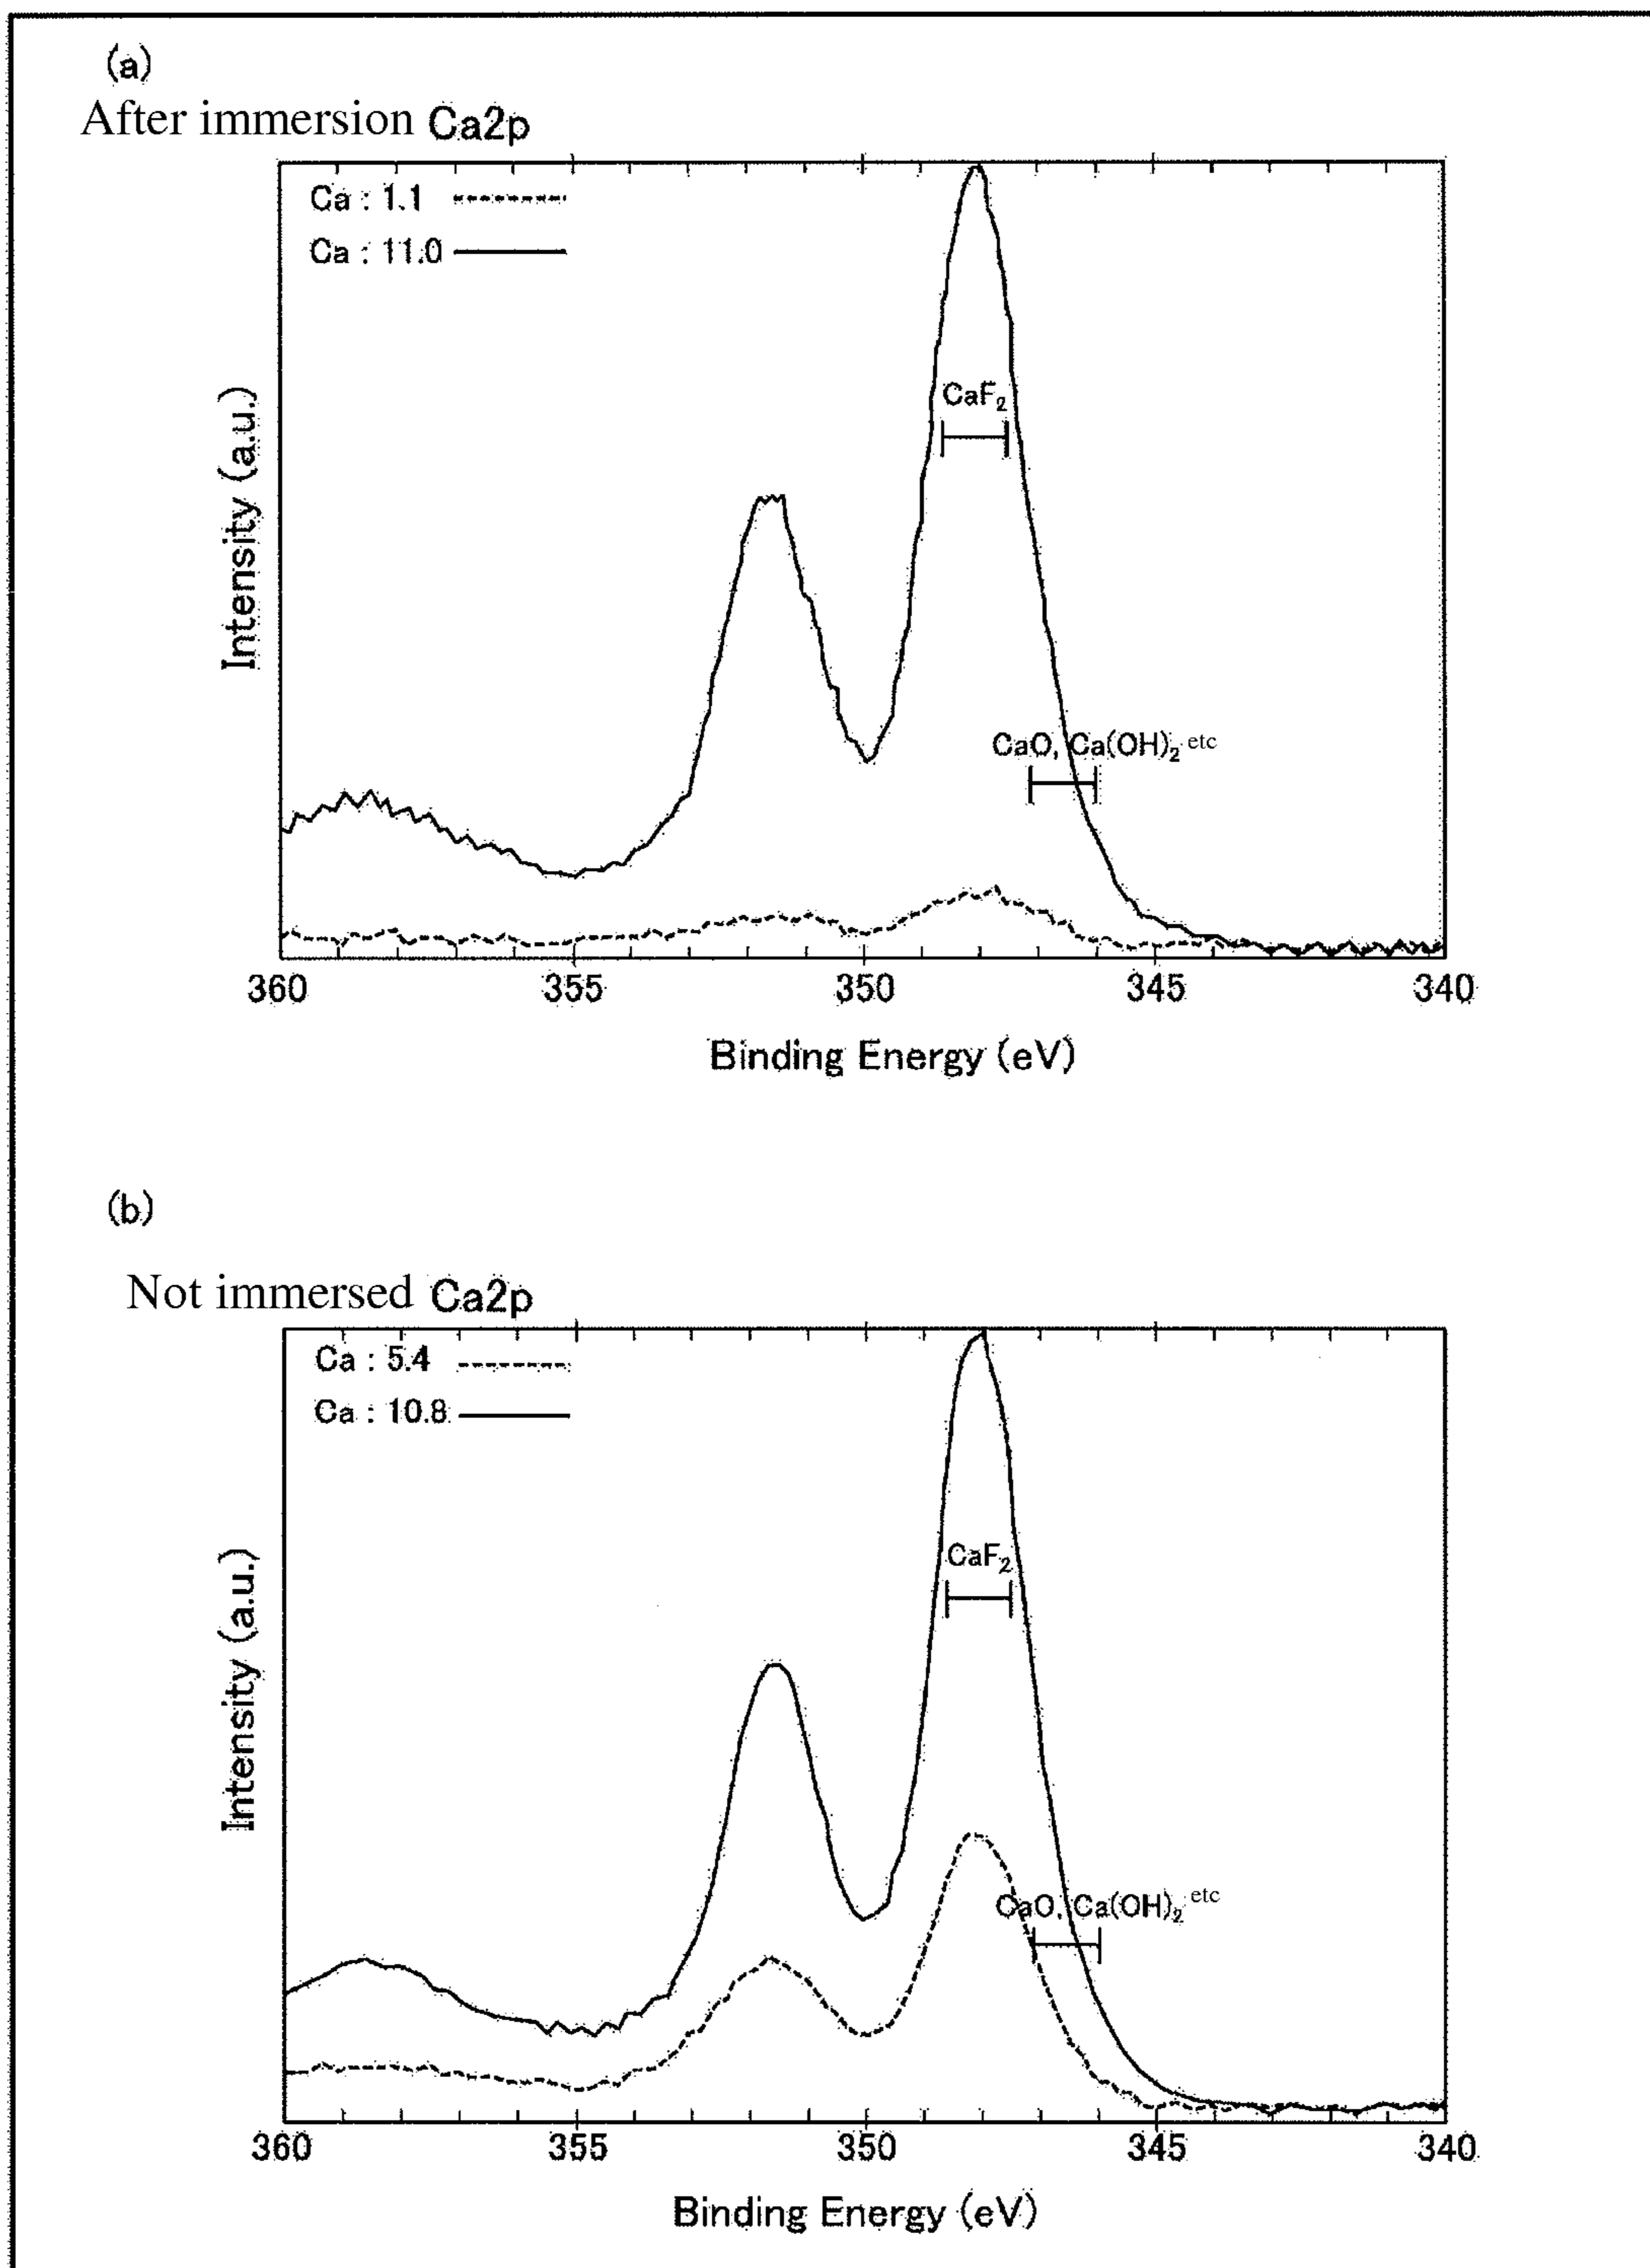 (a)
After immersion Ca2p
Ca : 1.1
Ca : 11.0
CaF₂
CaO, Ca(OH)₂ etc
Intensity (a.u.)
360 355 350 345 340
Binding Energy (eV)
(b)
Not immersed Ca2p
Ca : 5.4
Ca : 10.8
CaF₂
CaO, Ca(OH)₂ etc
Intensity (a.u.)
360 355 350 345 340
Binding Energy (eV)